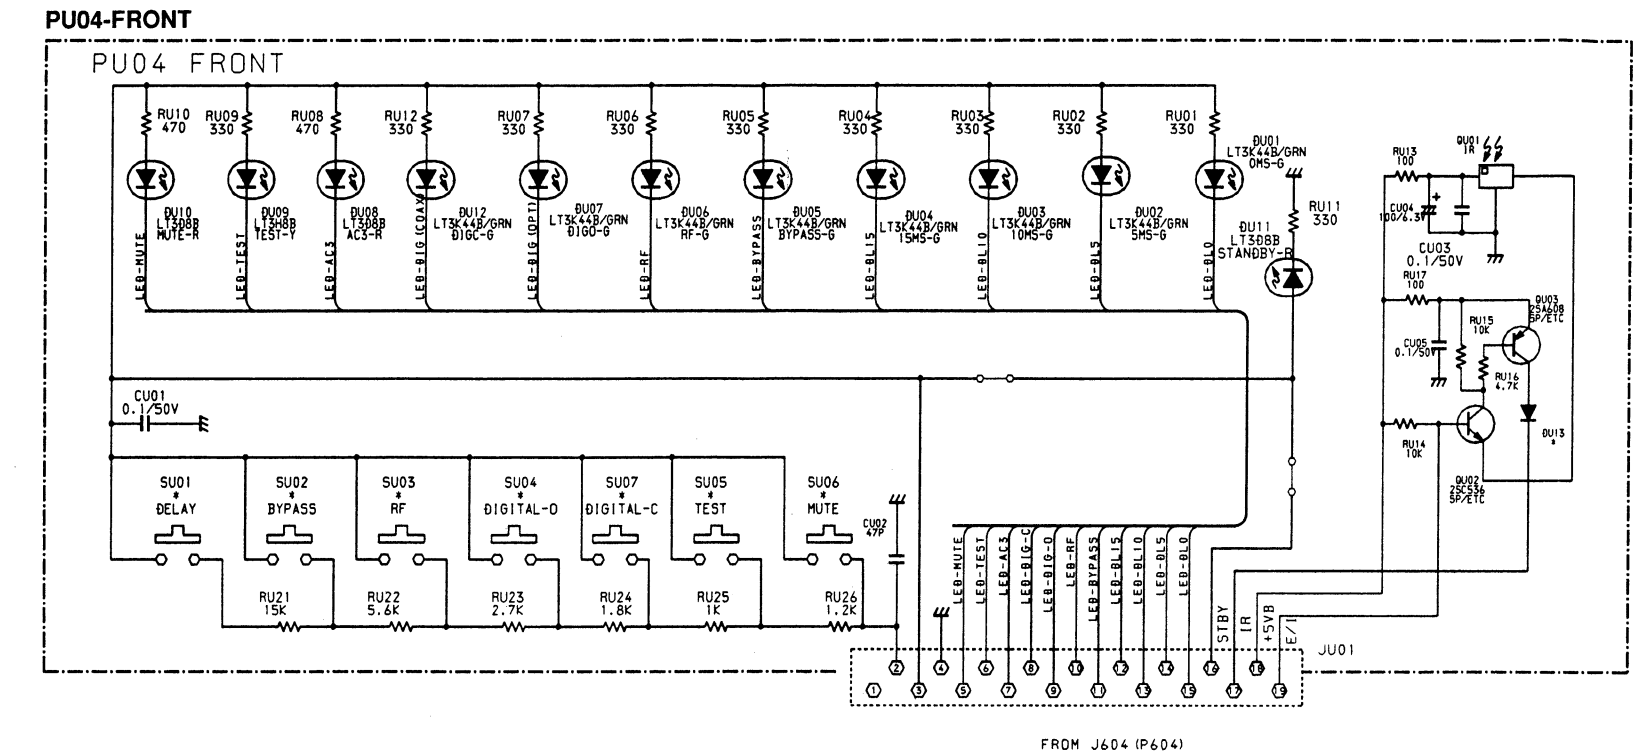 PU04-FRONT
PU04 FRONT
RU10
470
RU09
330
RU08
470
RU12
330
RU07
330
RU06
330
RU05
330
RU04
330
RU03
330
RU02
330
RU01
330
DU01
LT3K44B/GRN
0MS-G
DU10
LT3D8B
MUTE-R
DU09
LT3H8B
TEST-Y
DU08
LT3D8B
AC3-R
DU12
LT3K44B/GRN
DIGC-G
DU07
LT3K44B/GRN
DIGO-G
DU06
LT3K44B/GRN
RF-G
DU05
LT3K44B/GRN
BYPASS-G
DU04
LT3K44B/GRN
15MS-G
DU03
LT3K44B/GRN
10MS-G
DU02
LT3K44B/GRN
5MS-G
DU11
LT3D8B
STANDBY-R
RU11
330
LED-MUTE
LED-TEST
LED-AC3
LED-DIG(COAX)
LED-DIG(OPT)
LED-RF
LED-BYPASS
LED-DL15
LED-DL10
LED-DL5
LED-DL0
RU13
100
QU01
IR
CU04
100/6.3V
+
CU03
0.1/50V
RU17
100
QU03
2SA608
SP/ETC
RU15
10K
CU05
0.1/50V
RU16
4.7K
RU14
10K
DU13
*
QU02
2SC536
SP/ETC
CU01
0.1/50V
SU01
*
DELAY
SU02
*
BYPASS
SU03
*
RF
SU04
*
DIGITAL-O
SU07
*
DIGITAL-C
SU05
*
TEST
SU06
*
MUTE
CU02
47P
RU21
15K
RU22
5.6K
RU23
2.7K
RU24
1.8K
RU25
1K
RU26
1.2K
LED-MUTE
LED-TEST
LED-AC3
LED-DIG-C
LED-DIG-O
LED-RF
LED-BYPASS
LED-DL15
LED-DL10
LED-DL5
LED-DL0
STBY
IR
+5VB
E/I
JU01
2 4 6 8 10 12 14 16 18
1 3 5 7 9 11 13 15 17 19
FROM J604 (P604)